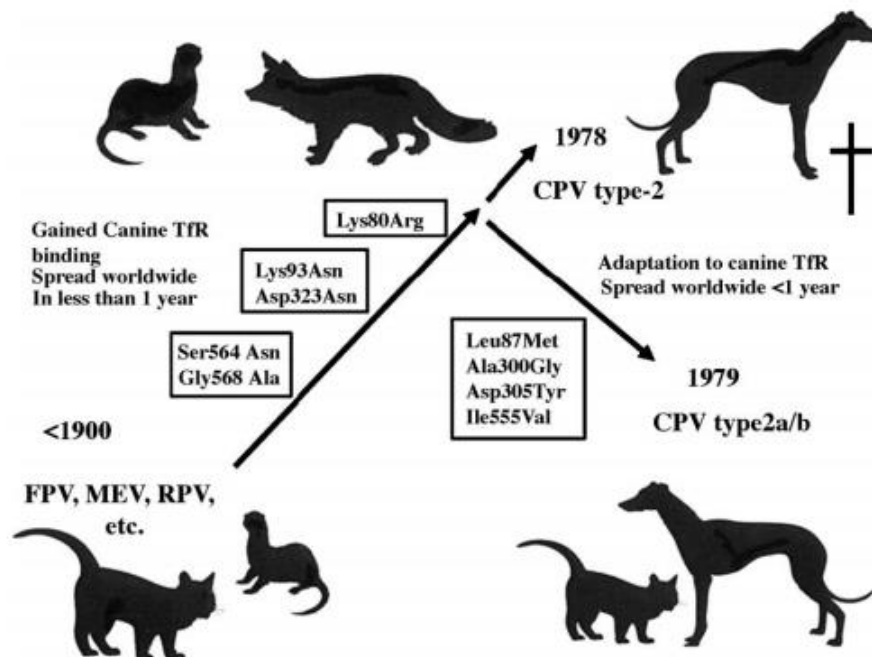 1978
CPV type-2
Lys80Arg
Gained Canine TfR
binding
Spread worldwide
In less than 1 year
Lys93Asn
Asp323Asn
Adaptation to canine TfR
Spread worldwide <1 year
Ser564 Asn
Gly568 Ala
Leu87Met
Ala300Gly
Asp305Tyr
Ile555Val
1979
CPV type2a/b
<1900
FPV, MEV, RPV,
etc.